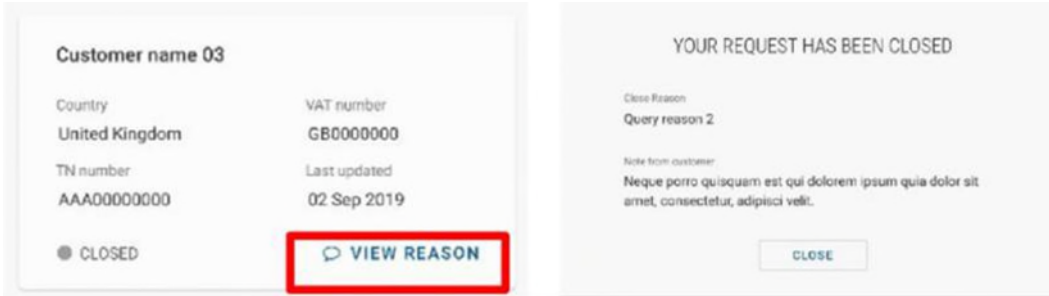 Customer name 03
Country
VAT number
United Kingdom
GB0000000
TN number
Last updated
AAA00000000
02 Sep 2019
CLOSED
VIEW REASON
YOUR REQUEST HAS BEEN CLOSED
Close Reason
Query reason 2
Note from customer
Neque porro quisquam est qui dolorem ipsum quia dolor sit
amet, consectetur, adipisci velit.
CLOSE